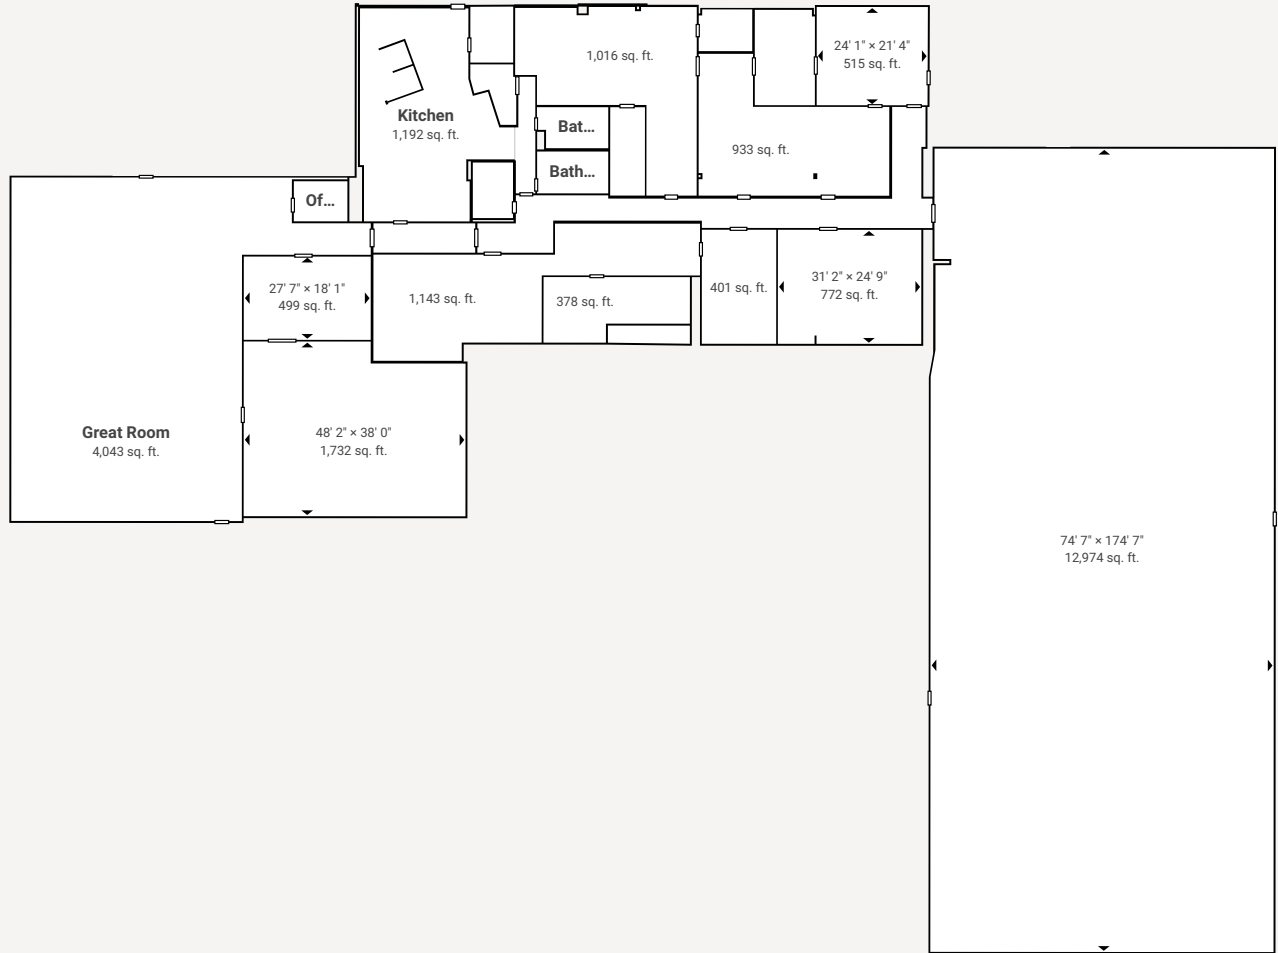 1,016 sq. ft.
24' 1" × 21' 4"
515 sq. ft.
Kitchen
1,192 sq. ft.
Bat...
933 sq. ft.
Bath...
Of...
27' 7" × 18' 1"
499 sq. ft.
1,143 sq. ft.
378 sq. ft.
401 sq. ft.
31' 2" × 24' 9"
772 sq. ft.
Great Room
4,043 sq. ft.
48' 2" × 38' 0"
1,732 sq. ft.
74' 7" × 174' 7"
12,974 sq. ft.